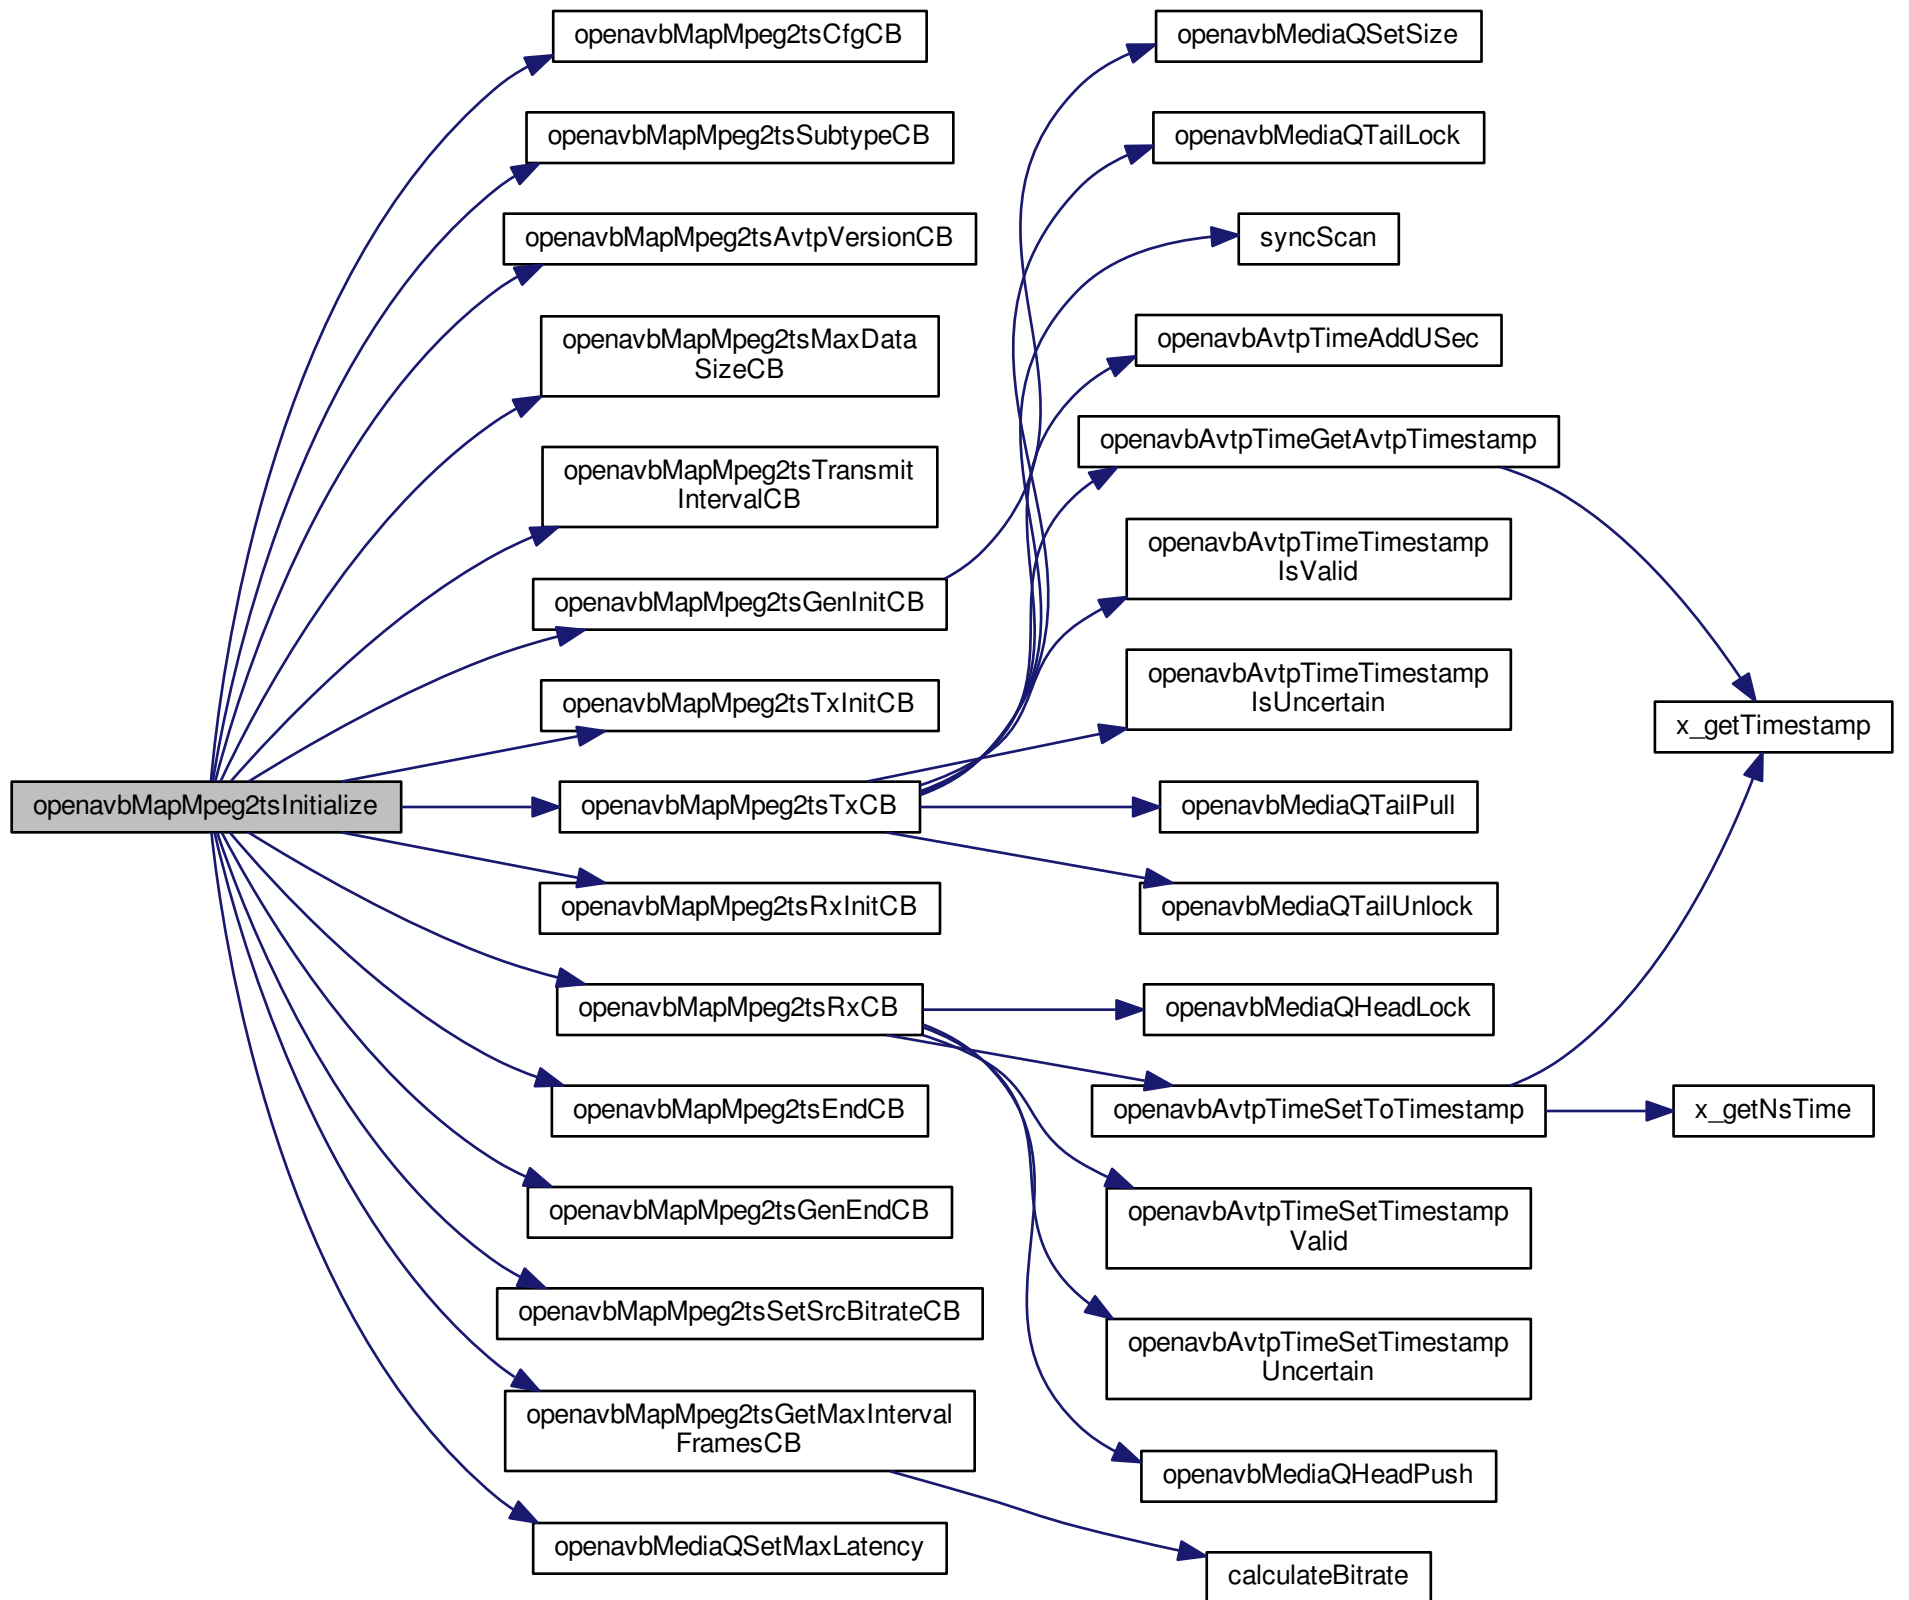 openavbMapMpeg2tsInitialize
openavbMapMpeg2tsCfgCB
openavbMapMpeg2tsSubtypeCB
openavbMapMpeg2tsAvtpVersionCB
openavbMapMpeg2tsMaxData
SizeCB
openavbMapMpeg2tsTransmit
IntervalCB
openavbMapMpeg2tsGenInitCB
openavbMapMpeg2tsTxInitCB
openavbMapMpeg2tsTxCB
openavbMapMpeg2tsRxInitCB
openavbMapMpeg2tsRxCB
openavbMapMpeg2tsEndCB
openavbMapMpeg2tsGenEndCB
openavbMapMpeg2tsSetSrcBitrateCB
openavbMapMpeg2tsGetMaxInterval
FramesCB
openavbMediaQSetMaxLatency
openavbMediaQSetSize
openavbMediaQTailLock
syncScan
openavbAvtpTimeAddUSec
openavbAvtpTimeGetAvtpTimestamp
openavbAvtpTimeTimestamp
IsValid
openavbAvtpTimeTimestamp
IsUncertain
openavbMediaQTailPull
openavbMediaQTailUnlock
openavbMediaQHeadLock
openavbAvtpTimeSetToTimestamp
openavbAvtpTimeSetTimestamp
Valid
openavbAvtpTimeSetTimestamp
Uncertain
openavbMediaQHeadPush
calculateBitrate
x_getTimestamp
x_getNsTime